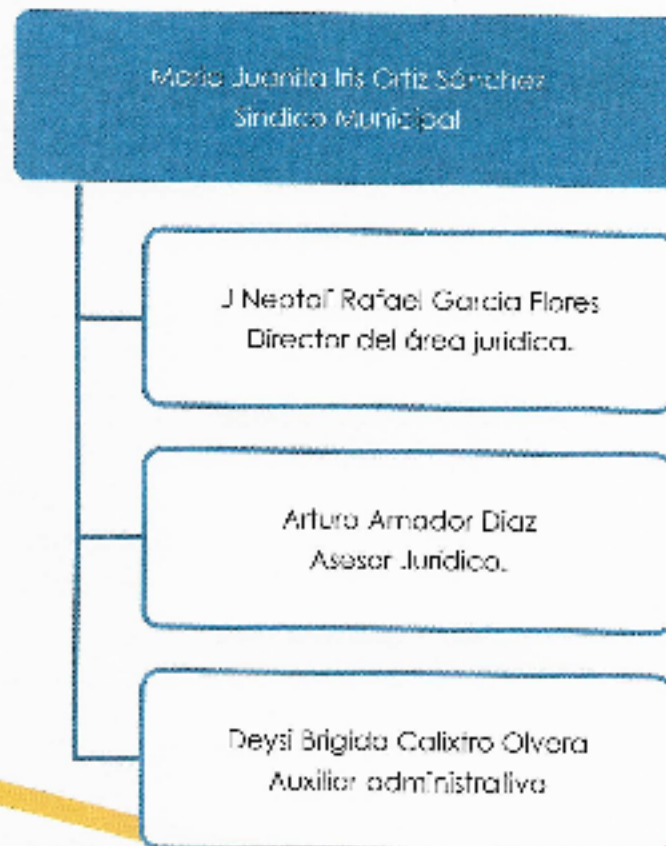 María Juanita Iris Ortiz Sánchez
Síndico Municipal
J Neptalí Rafael García Flores
Director del área jurídica.
Arturo Amador Díaz
Asesor Jurídico.
Deysi Brigida Calixtro Olvera
Auxiliar administrativa